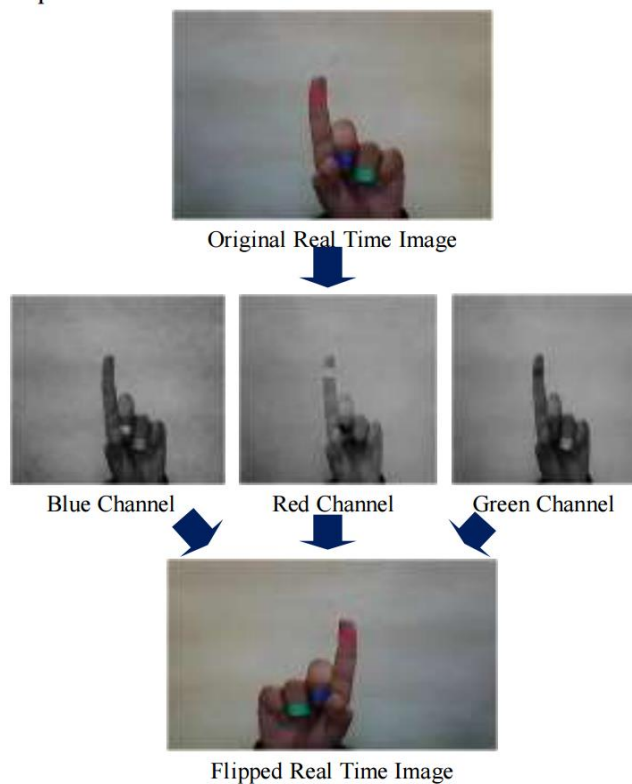 Original Real Time Image
Blue Channel
Red Channel
Green Channel
Flipped Real Time Image